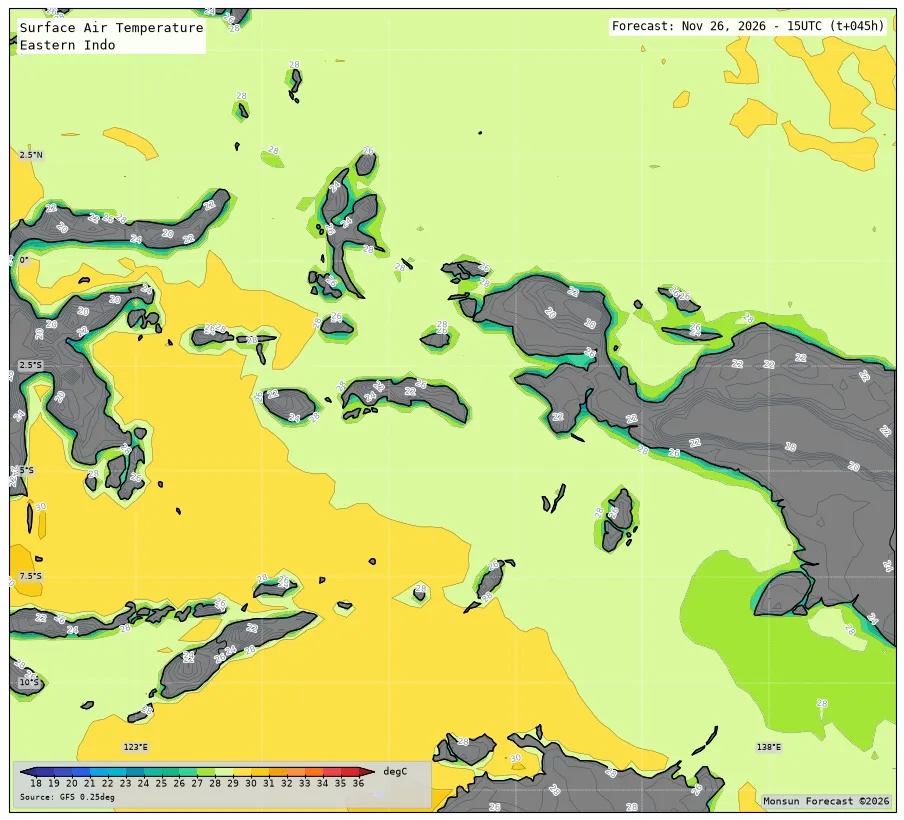 Surface Air Temperature
Eastern Indo
Forecast: Nov 26, 2026 - 15UTC (t+045h)
2.5°N
0°
2.5°S
5°S
7.5°S
10°S
123°E
138°E
degC
18 19 20 21 22 23 24 25 26 27 28 29 30 31 32 33 34 35 36
Source: GFS 0.25deg
Monsun Forecast ©2026